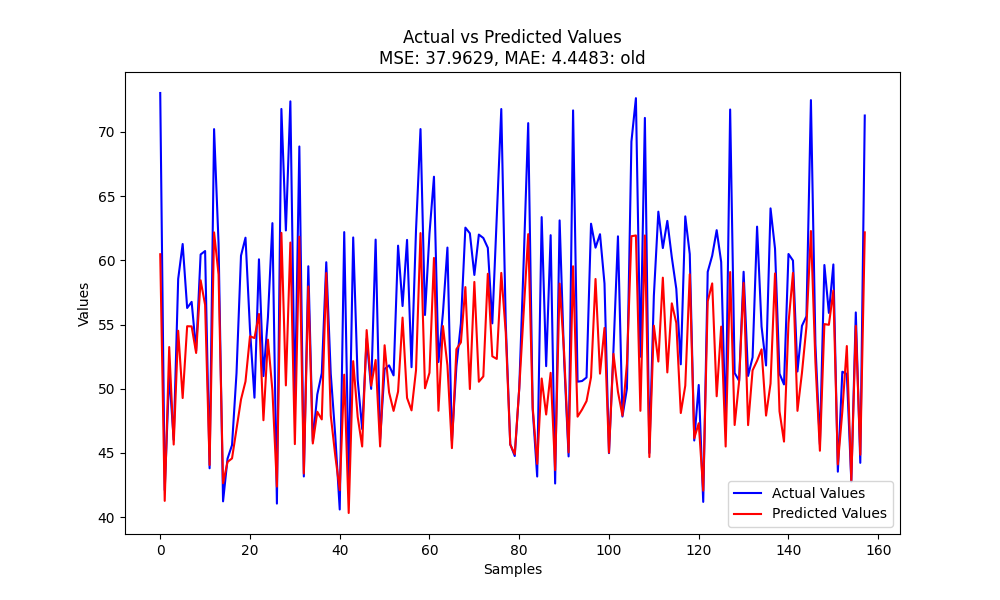 Actual vs Predicted Values
MSE: 37.9629, MAE: 4.4483: old
Values
70
65
60
55
50
45
40
0 20 40 60 80 100 120 140 160
Samples
Actual Values
Predicted Values